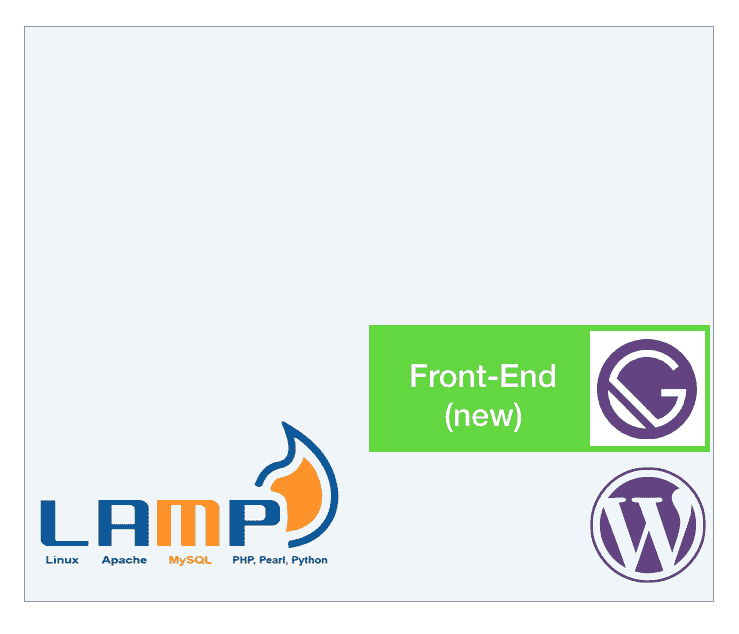 Front-End
(new)
LAMP
Linux Apache MySQL PHP, Pearl, Python